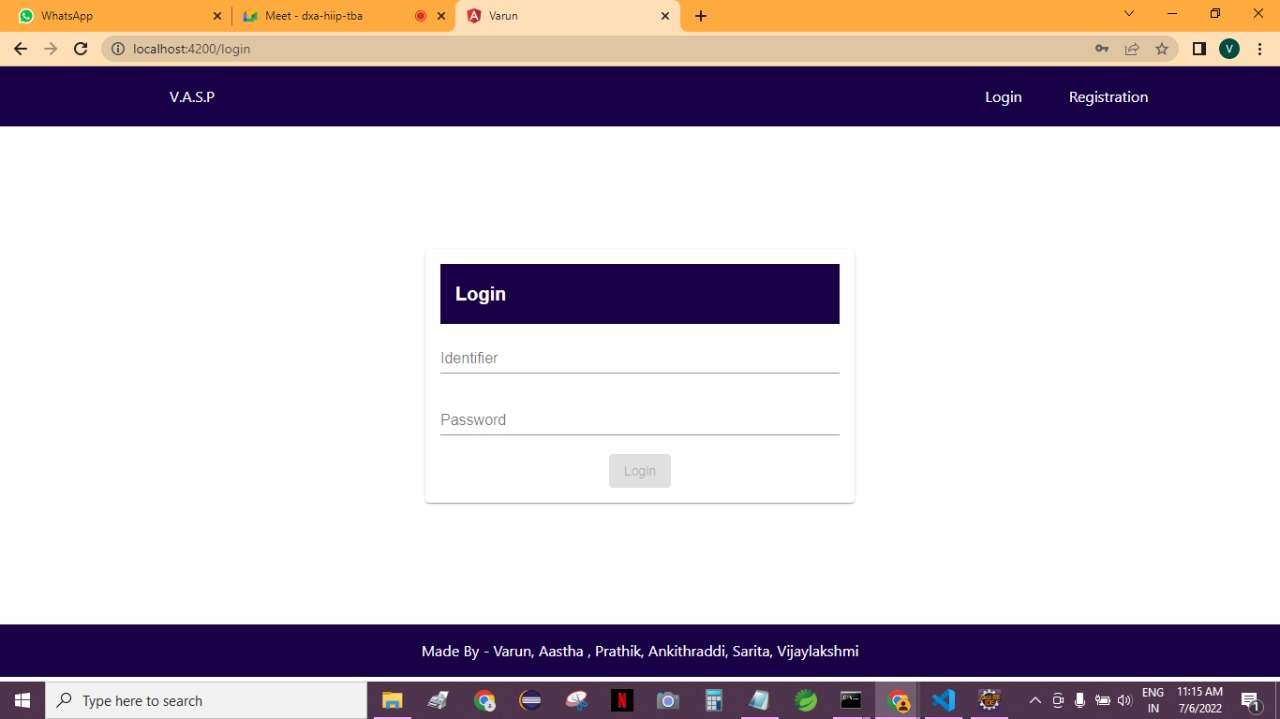 WhatsApp
Meet - dxa-hiip-tba
Varun
localhost:4200/login
V
V.A.S.P
Login
Registration
Login
Identifier
Password
Login
Made By - Varun, Aastha , Prathik, Ankithraddi, Sarita, Vijaylakshmi
Type here to search
ENG
IN
11:15 AM
7/6/2022
1